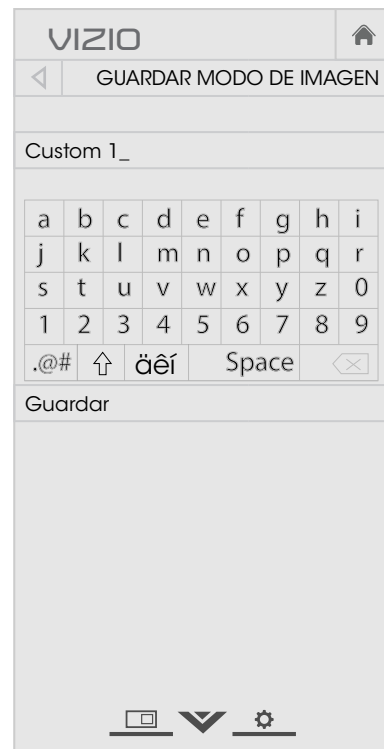 VIZIO
GUARDAR MODO DE IMAGEN
Custom 1_
a b c d e f g h i
j k l m n o p q r
s t u v w x y z 0
1 2 3 4 5 6 7 8 9
.@# äêí Space
Guardar